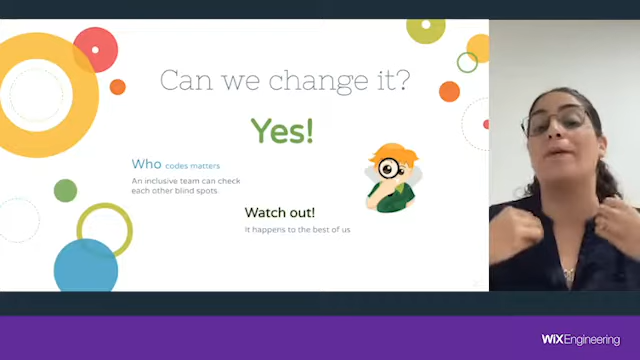 Can we change it?
Yes!
Who codes matters
An inclusive team can check
each other blind spots
Watch out!
It happens to the best of us
WIXEngineering